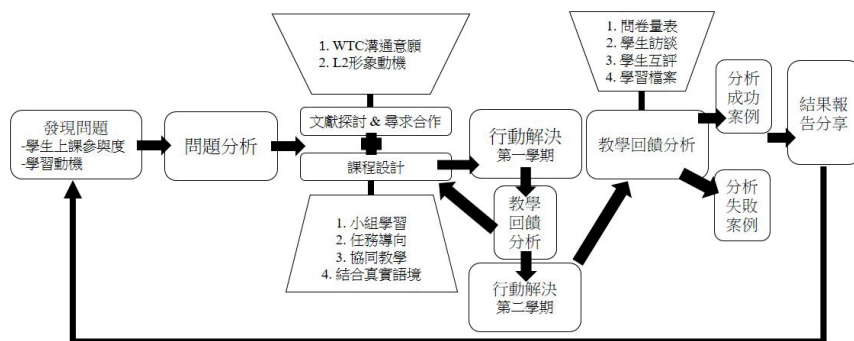 發現問題
-學生上課參與度
-學習動機
問題分析
1. WTC溝通意願
2. L2形象動機
文獻探討 & 尋求合作
課程設計
1. 小組學習
2. 任務導向
3. 協同教學
4. 結合真實語境
行動解決
第一學期
教學
回饋
分析
行動解決
第二學期
1. 問卷量表
2. 學生訪談
3. 學生互評
4. 學習檔案
教學回饋分析
分析
成功
案例
分析
失敗
案例
結果報
告分享